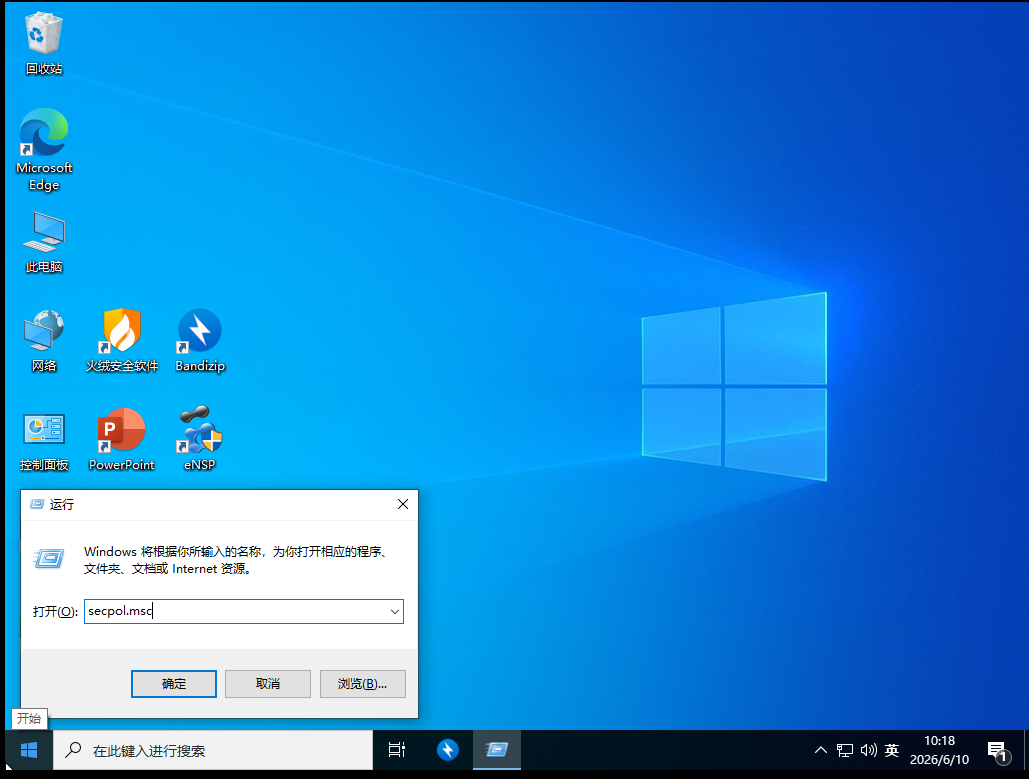 回收站
Microsoft
Edge
此电脑
网络
火绒安全软件
Bandizip
控制面板
P
PowerPoint
eNSP
运行
Windows 将根据你所输入的名称，为你打开相应的程序、
文件夹、文档或 Internet 资源。
打开(O):
secpol.msc
确定
取消
浏览(B)...
开始
在此键入进行搜索
英
10:18
2026/6/10
1